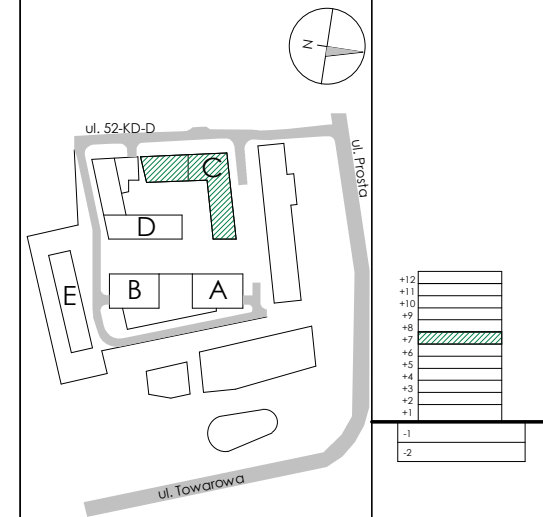 N
ul. 52-KD-D
ul. Prosta
C
D
E
B
A
ul. Towarowa
+12
+11
+10
+9
+8
+7
+6
+5
+4
+3
+2
+1
-1
-2